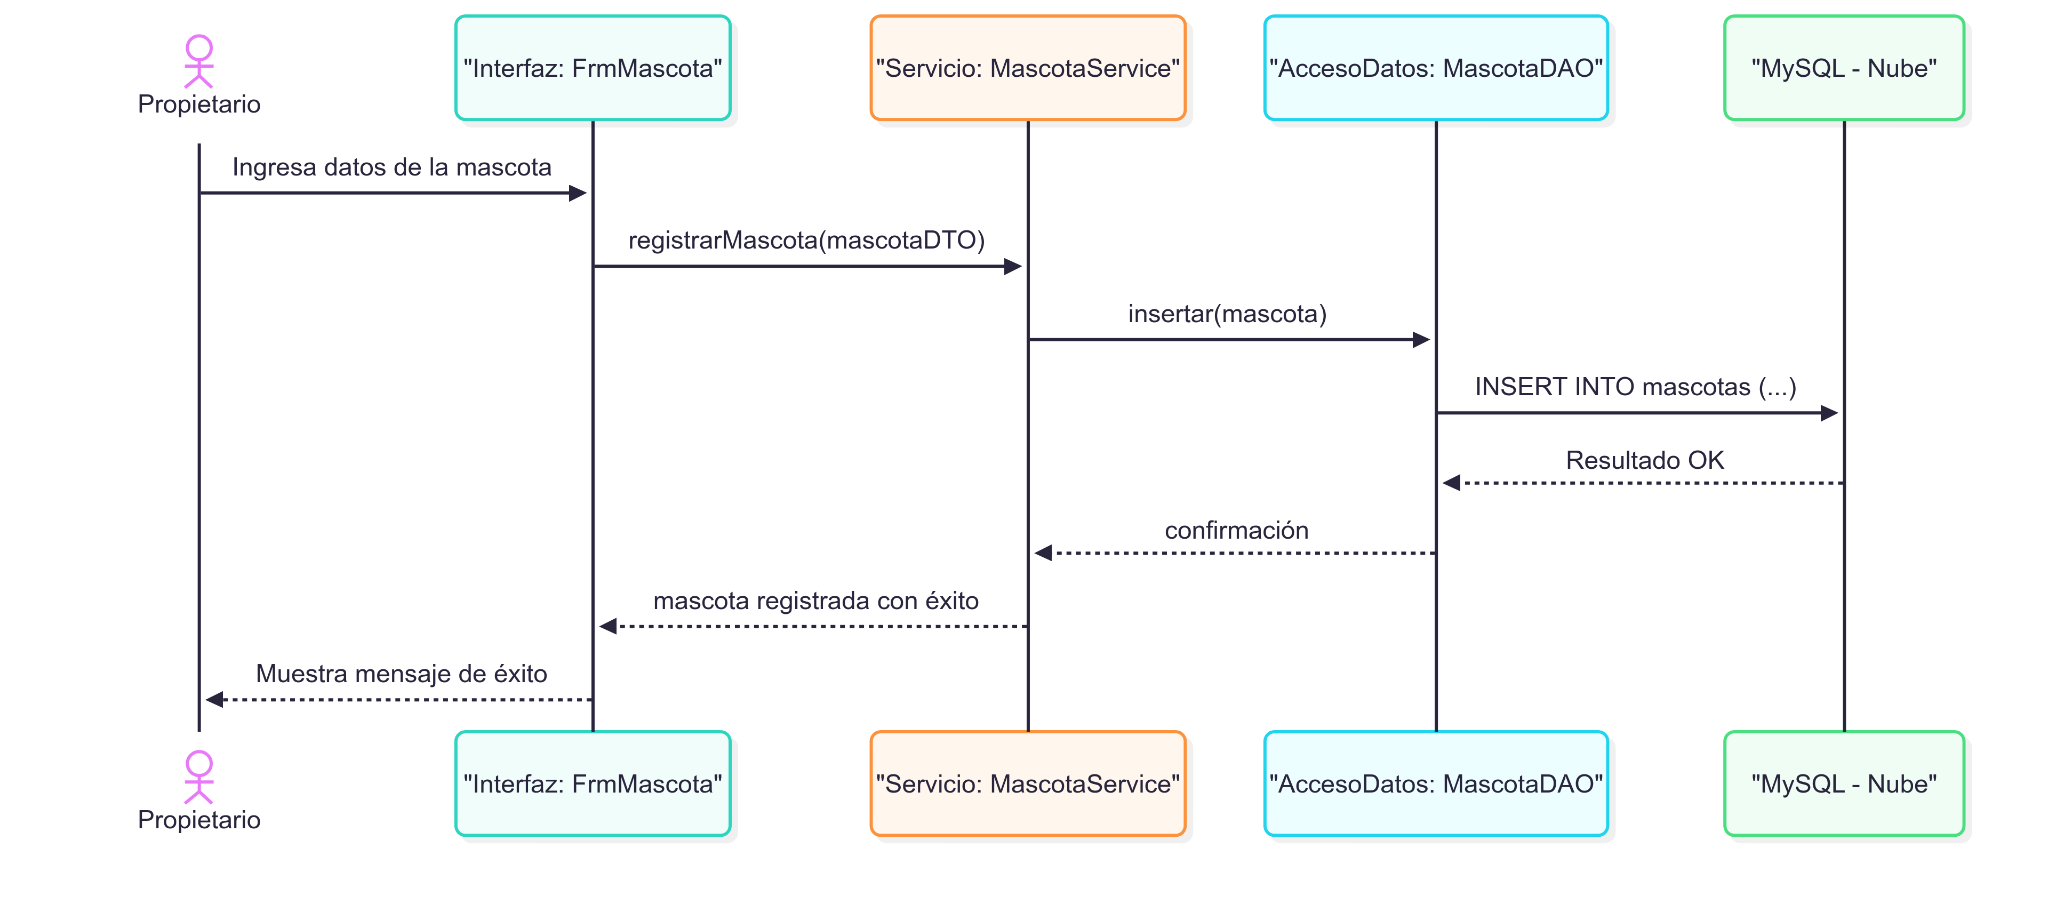 Propietario
"Interfaz: FrmMascota"
"Servicio: MascotaService"
"AccesoDatos: MascotaDAO"
"MySQL - Nube"
Ingresa datos de la mascota
registrarMascota(mascotaDTO)
insertar(mascota)
INSERT INTO mascotas (...)
Resultado OK
confirmación
mascota registrada con éxito
Muestra mensaje de éxito
Propietario
"Interfaz: FrmMascota"
"Servicio: MascotaService"
"AccesoDatos: MascotaDAO"
"MySQL - Nube"